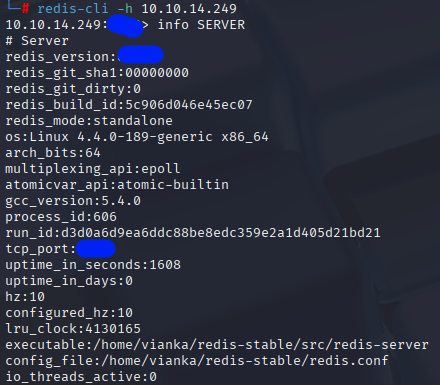 └─# redis-cli -h 10.10.14.249
10.10.14.249: > info SERVER
# Server
redis_version:
redis_git_sha1:00000000
redis_git_dirty:0
redis_build_id:5c906d046e45ec07
redis_mode:standalone
os:Linux 4.4.0-189-generic x86_64
arch_bits:64
multiplexing_api:epoll
atomicvar_api:atomic-builtin
gcc_version:5.4.0
process_id:606
run_id:d3d0a6d9ea6ddc88be8edc359e2a1d405d21bd21
tcp_port:
uptime_in_seconds:1608
uptime_in_days:0
hz:10
configured_hz:10
lru_clock:4130165
executable:/home/vianka/redis-stable/src/redis-server
config_file:/home/vianka/redis-stable/redis.conf
io_threads_active:0